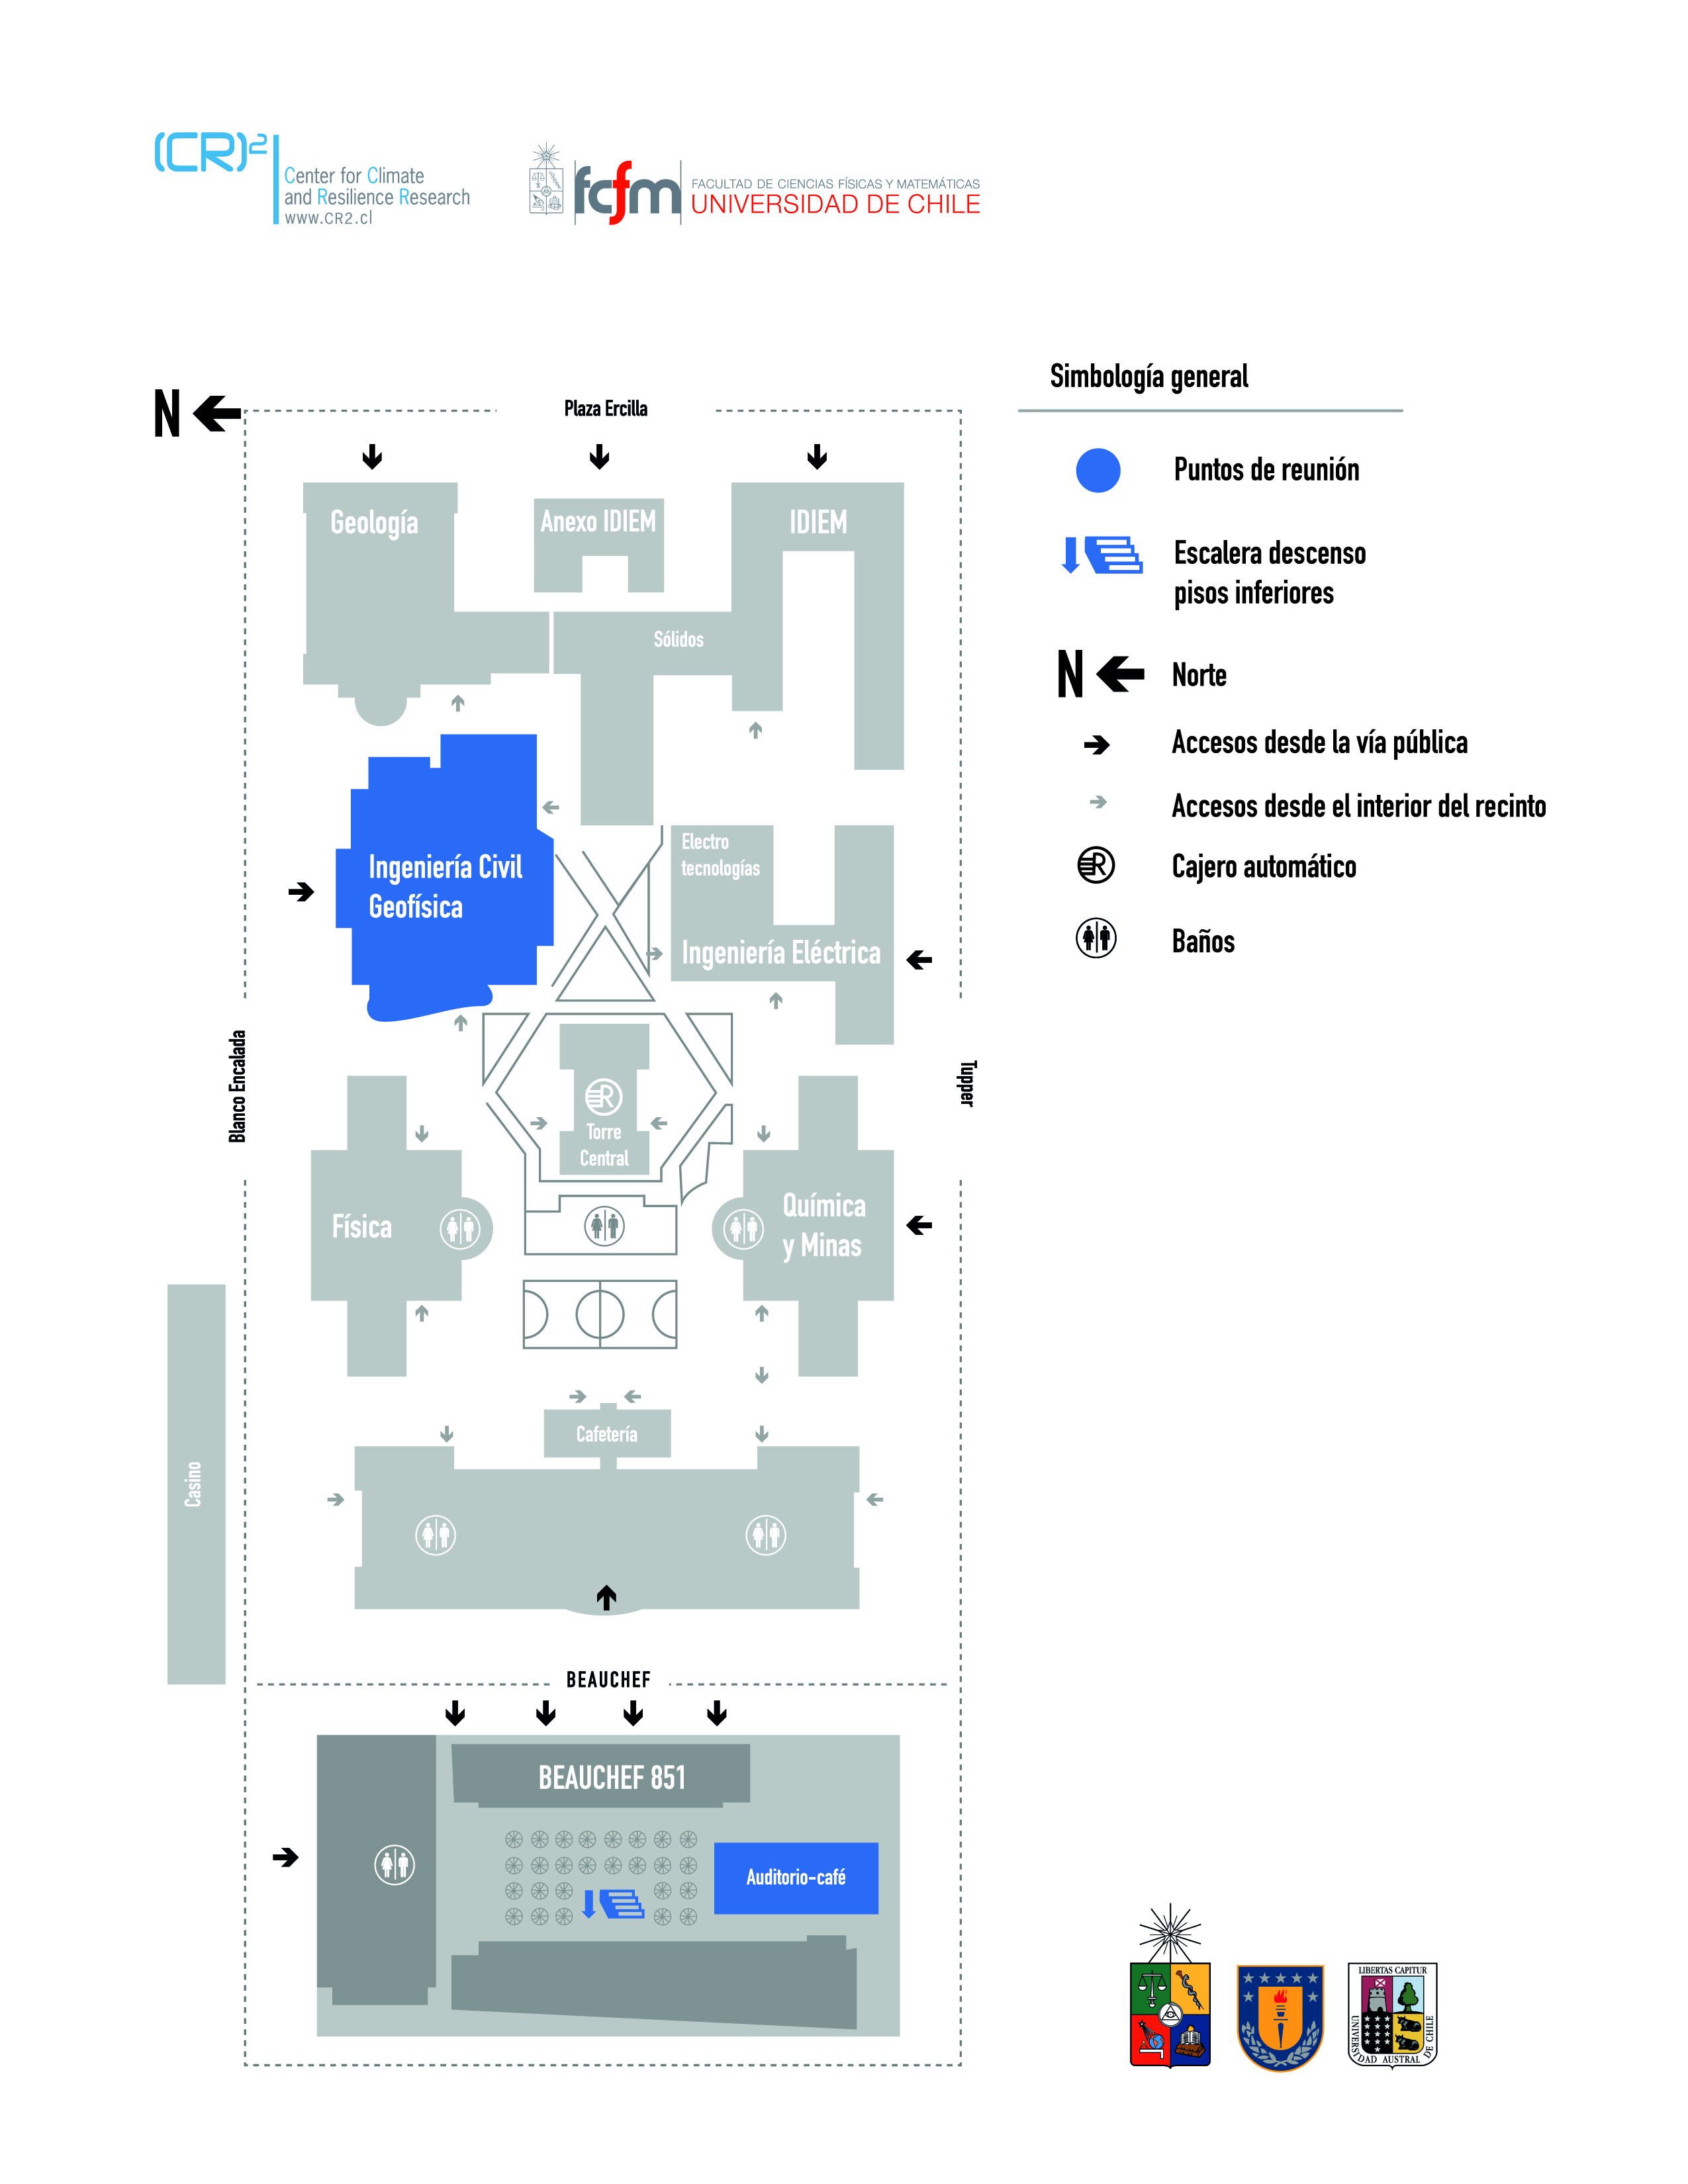 (CR)2
Center for Climate
and Resilience Research
www.CR2.cl
fcfm
FACULTAD DE CIENCIAS FÍSICAS Y MATEMÁTICAS
UNIVERSIDAD DE CHILE
Simbología general
Puntos de reunión
Escalera descenso
pisos inferiores
N
Norte
Accesos desde la vía pública
Accesos desde el interior del recinto
R
Cajero automático
Baños
N
Plaza Ercilla
Geología
Anexo IDIEM
IDIEM
Sólidos
Ingeniería Civil
Geofísica
Electro
tecnologías
Ingeniería Eléctrica
Blanco Encalada
Tupper
R
Torre
Central
Física
Química
y Minas
Casino
Cafetería
BEAUCHEF
BEAUCHEF 851
Auditorio-café
LIBERTAS CAPITUR
UNIVERSIDAD AUSTRAL DE CHILE